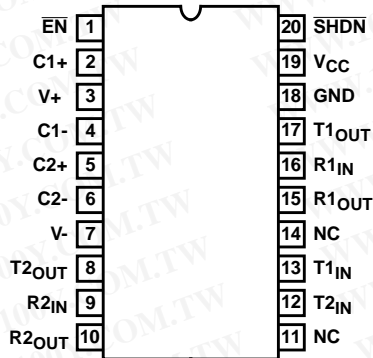 EN 1 20 SHDN
C1+ 2 19 VCC
V+ 3 18 GND
C1- 4 17 T1OUT
C2+ 5 16 R1IN
C2- 6 15 R1OUT
V- 7 14 NC
T2OUT 8 13 T1IN
R2IN 9 12 T2IN
R2OUT 10 11 NC